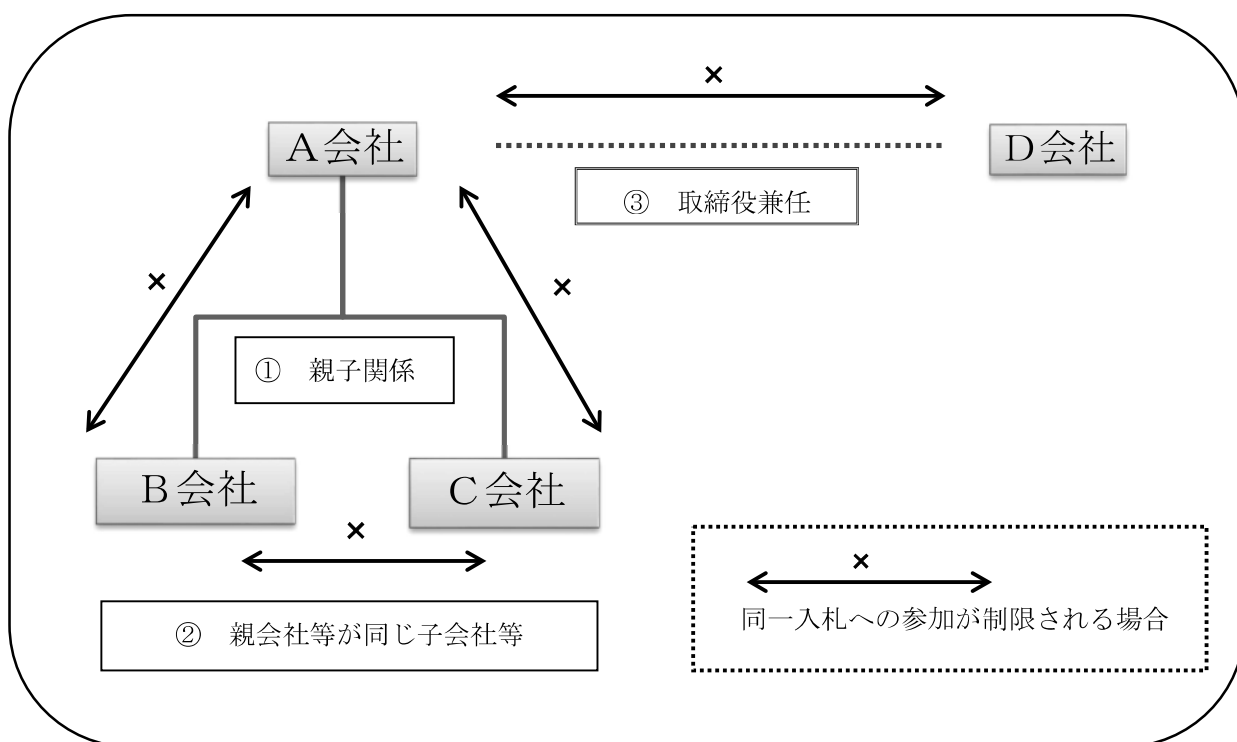 ×
A会社
D会社
③ 取締役兼任
×
×
① 親子関係
B会社
C会社
×
② 親会社等が同じ子会社等
×
同一入札への参加が制限される場合